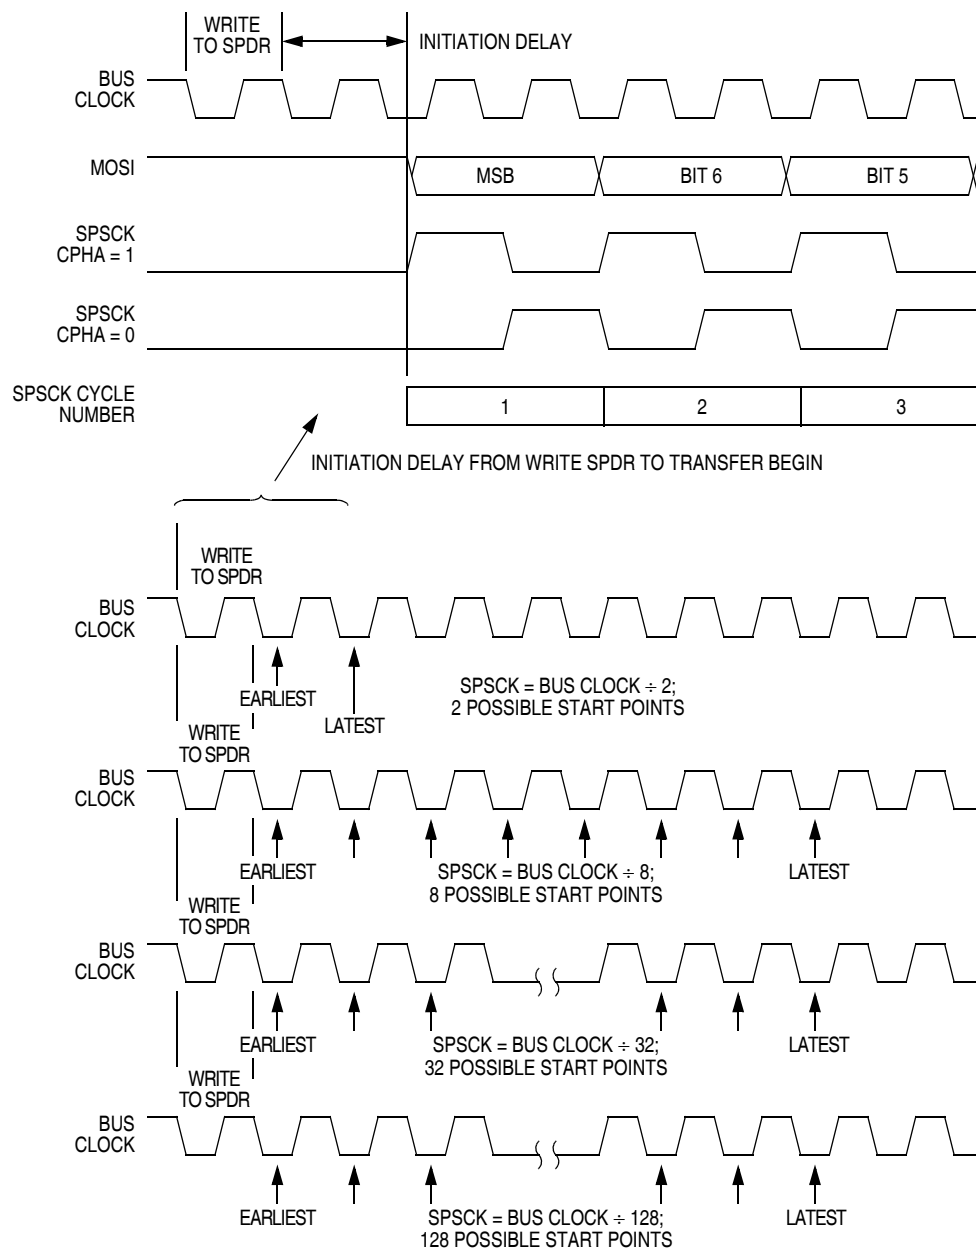 WRITE
TO SPDR
INITIATION DELAY
BUS
CLOCK
MOSI
MSB
BIT 6
BIT 5
SPSCK
CPHA = 1
SPSCK
CPHA = 0
SPSCK CYCLE
NUMBER
1
2
3
INITIATION DELAY FROM WRITE SPDR TO TRANSFER BEGIN
WRITE
TO SPDR
BUS
CLOCK
EARLIEST
LATEST
SPSCK = BUS CLOCK ÷ 2;
2 POSSIBLE START POINTS
WRITE
TO SPDR
BUS
CLOCK
EARLIEST
SPSCK = BUS CLOCK ÷ 8;
8 POSSIBLE START POINTS
LATEST
WRITE
TO SPDR
BUS
CLOCK
EARLIEST
SPSCK = BUS CLOCK ÷ 32;
32 POSSIBLE START POINTS
LATEST
WRITE
TO SPDR
BUS
CLOCK
EARLIEST
SPSCK = BUS CLOCK ÷ 128;
128 POSSIBLE START POINTS
LATEST